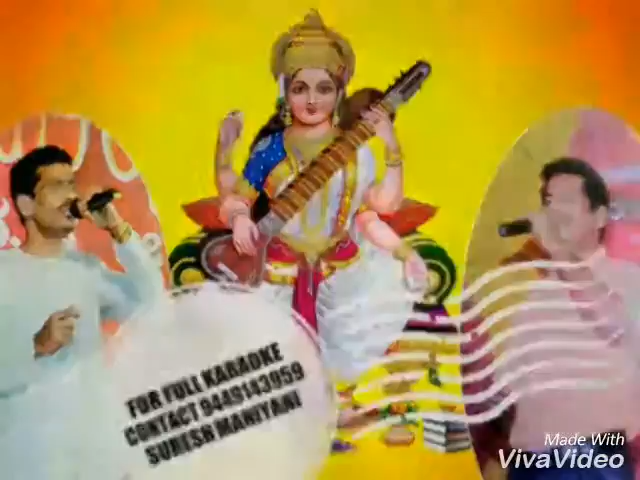 FOR FULL KARAOKE
CONTACT 9449143959
SURESH MANIYANI
Made With
VivaVideo